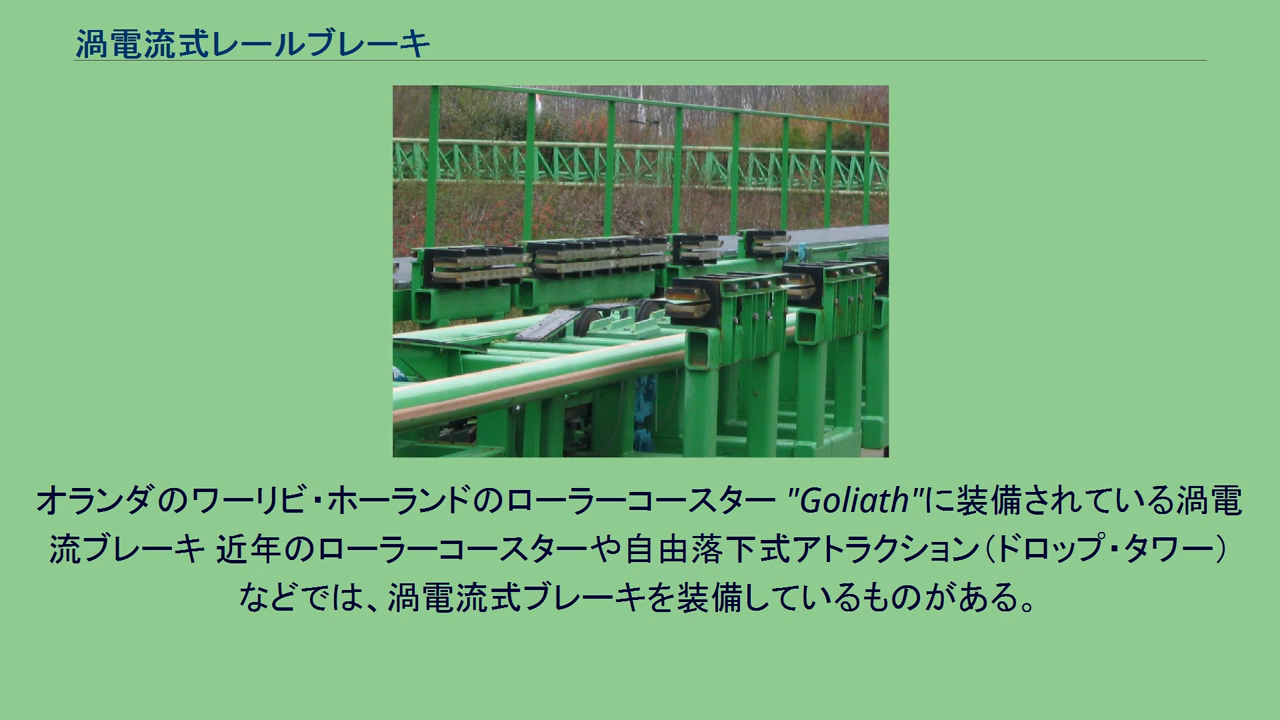 渦電流式レールブレーキ
オランダのワーリビ・ホーランドのローラーコースター "Goliath"に装備されている渦電
流ブレーキ 近年のローラーコースターや自由落下式アトラクション（ドロップ・タワー）
などでは、渦電流式ブレーキを装備しているものがある。